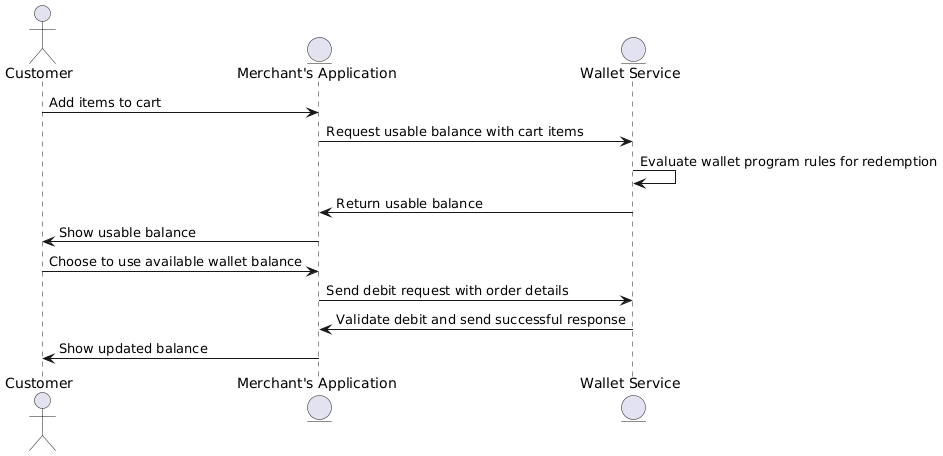 Customer
Merchant's Application
Wallet Service
Add items to cart
Request usable balance with cart items
Evaluate wallet program rules for redemption
Return usable balance
Show usable balance
Choose to use available wallet balance
Send debit request with order details
Validate debit and send successful response
Show updated balance
Customer
Merchant's Application
Wallet Service